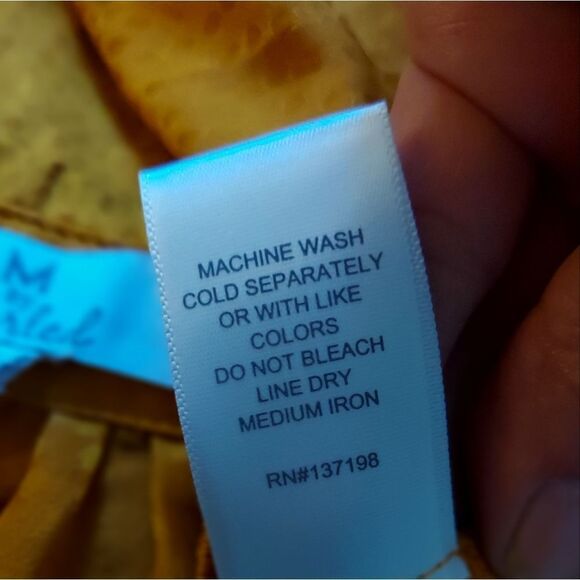 MACHINE WASH
COLD SEPARATELY
OR WITH LIKE
COLORS
DO NOT BLEACH
LINE DRY
MEDIUM IRON
RN#137198
M